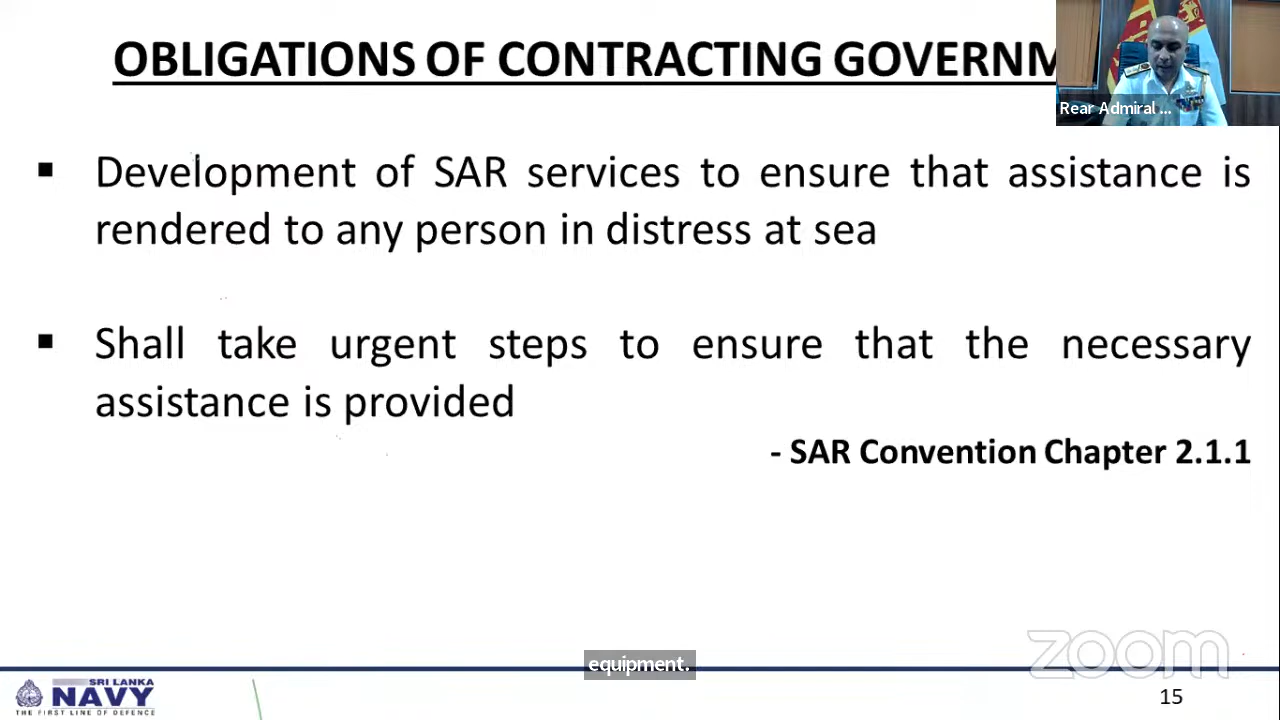 OBLIGATIONS OF CONTRACTING GOVERNM
Rear Admiral ...
▪ Development of SAR services to ensure that assistance is
rendered to any person in distress at sea
▪ Shall take urgent steps to ensure that the necessary
assistance is provided
- SAR Convention Chapter 2.1.1
zoom
equipment.
SRI LANKA
NAVY
THE FIRST LINE OF DEFENCE
15